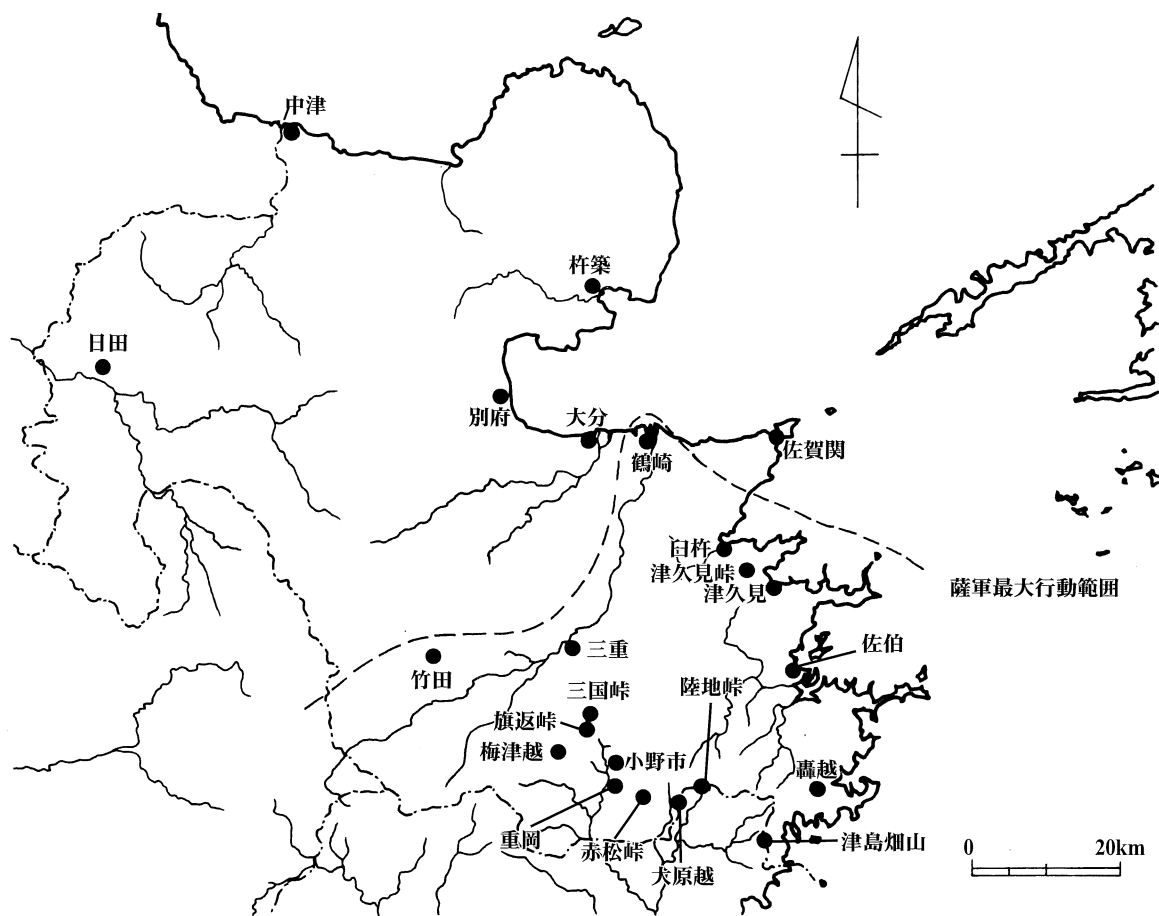 中津
杵築
日田
別府
大分
鶴崎
佐賀関
臼杵
津久見峠
津久見
薩軍最大行動範囲
佐伯
三重
竹田
陸地峠
三国峠
旗返峠
梅津越
小野市
轟越
重岡
赤松峠
犬原越
津島畑山
0 20km